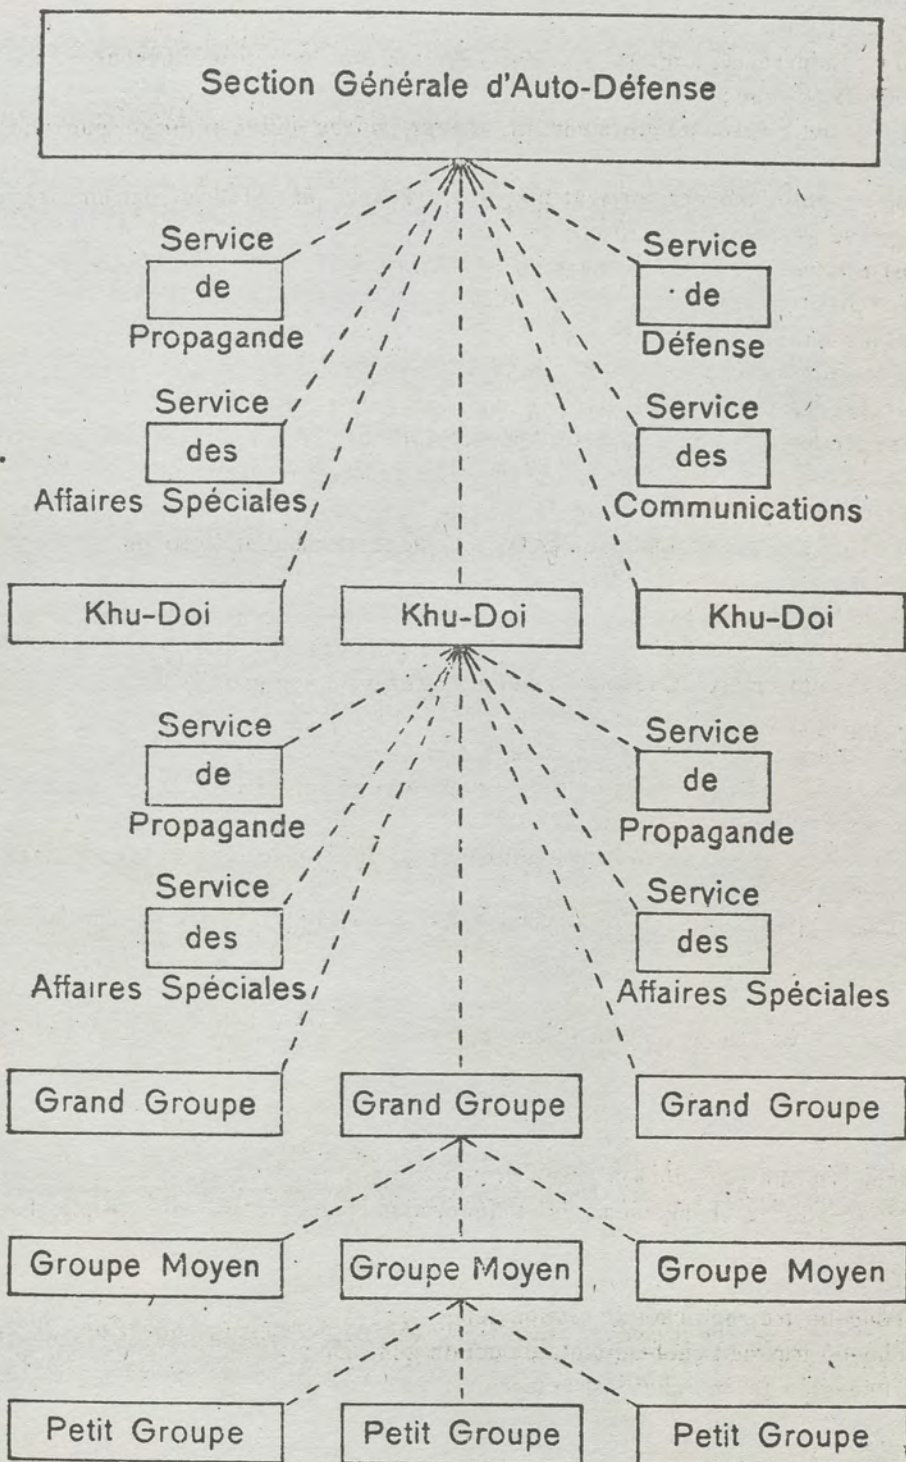 Section Générale d'Auto-Défense
Service
de
Propagande
Service
de
Défense
Service
des
Affaires Spéciales
Service
des
Communications
Khu-Doi
Khu-Doi
Khu-Doi
Service
de
Propagande
Service
de
Propagande
Service
des
Affaires Spéciales
Service
des
Affaires Spéciales
Grand Groupe
Grand Groupe
Grand Groupe
Groupe Moyen
Groupe Moyen
Groupe Moyen
Petit Groupe
Petit Groupe
Petit Groupe